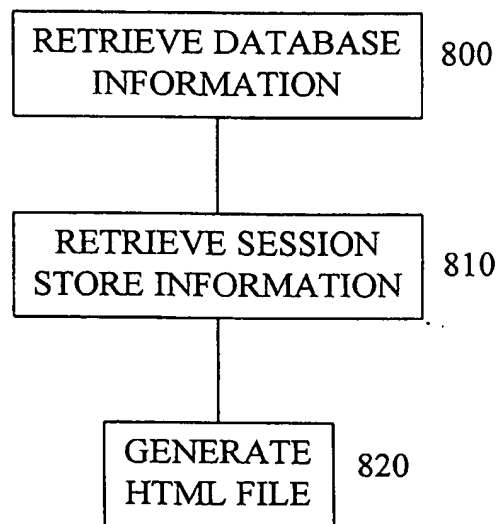 RETRIEVE DATABASE
INFORMATION
800
RETRIEVE SESSION
STORE INFORMATION
810
GENERATE
HTML FILE
820